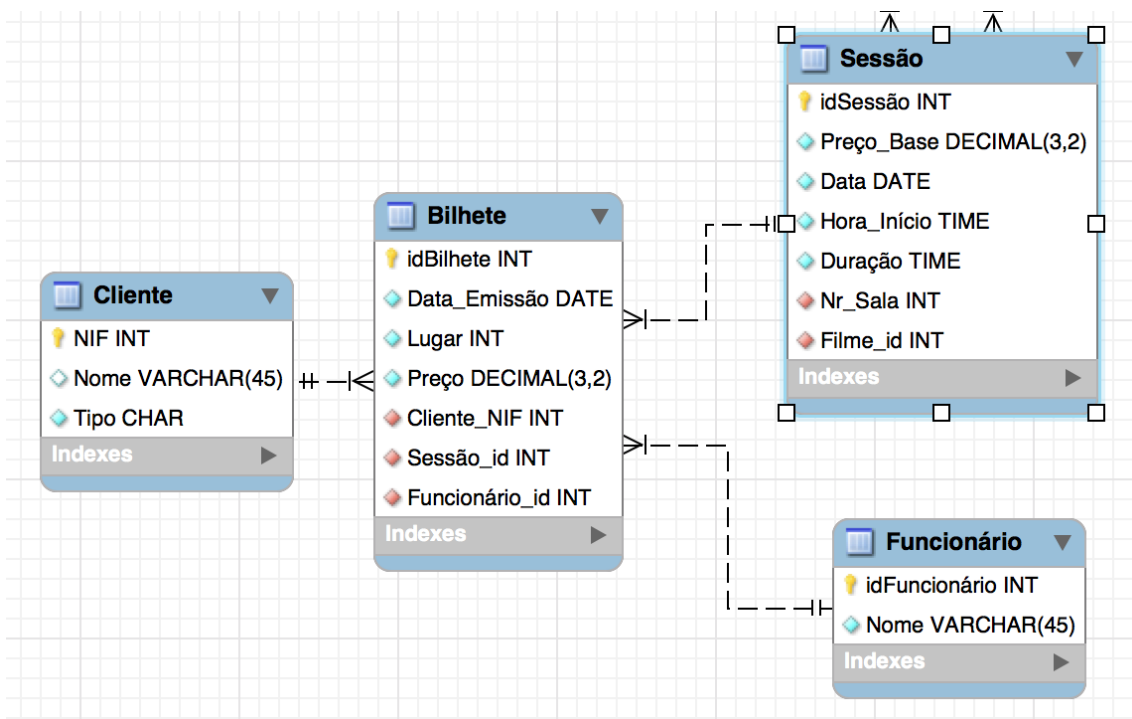 Cliente
NIF INT
Nome VARCHAR(45)
Tipo CHAR
Indexes
Bilhete
idBilhete INT
Data_Emissão DATE
Lugar INT
Preço DECIMAL(3,2)
Cliente_NIF INT
Sessão_id INT
Funcionário_id INT
Indexes
Sessão
idSessão INT
Preço_Base DECIMAL(3,2)
Data DATE
Hora_Início TIME
Duração TIME
Nr_Sala INT
Filme_id INT
Indexes
Funcionário
idFuncionário INT
Nome VARCHAR(45)
Indexes